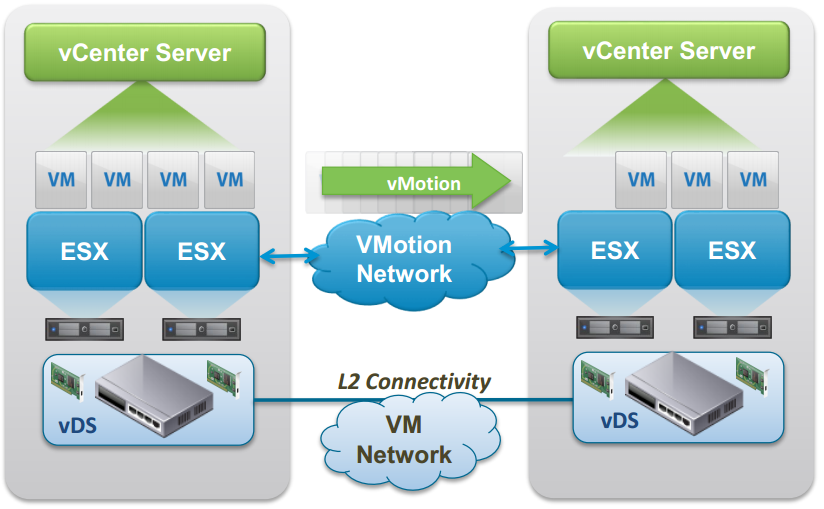 vCenter Server
vCenter Server
VM VM VM VM
vMotion
VM VM VM
ESX ESX
VMotion
Network
ESX ESX
L2 Connectivity
vDS
VM
Network
vDS